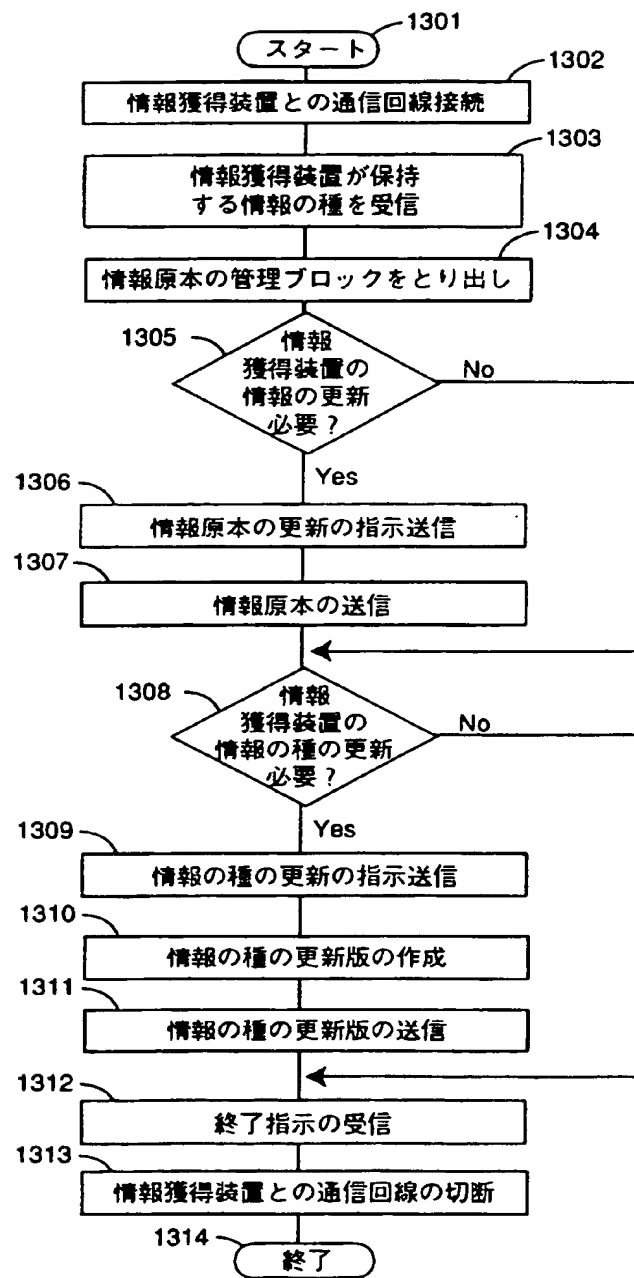 1301
スタート
1302
情報獲得装置との通信回線接続
1303
情報獲得装置が保持
する情報の種を受信
1304
情報原本の管理ブロックをとり出し
1305
情報
獲得装置の
情報の更新
必要?
No
Yes
1306
情報原本の更新の指示送信
1307
情報原本の送信
1308
情報
獲得装置の
情報の種の更新
必要?
No
Yes
1309
情報の種の更新の指示送信
1310
情報の種の更新版の作成
1311
情報の種の更新版の送信
1312
終了指示の受信
1313
情報獲得装置との通信回線の切断
1314
終了